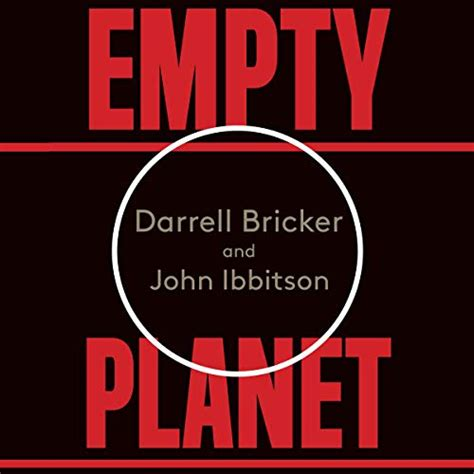 EMPTY
Darrell Bricker
and
John Ibbitson
PLANET